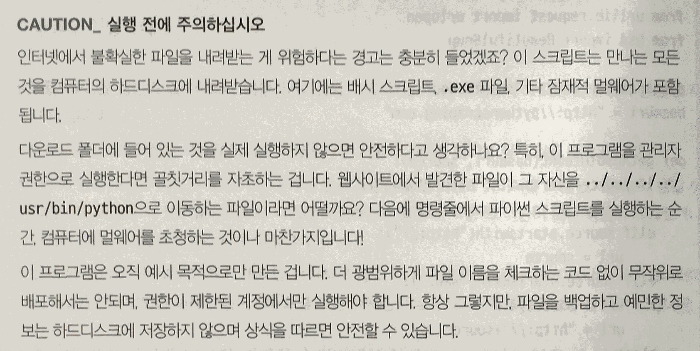 CAUTION_ 실행 전에 주의하십시오
인터넷에서 불확실한 파일을 내려받는 게 위험하다는 경고는 충분히 들었겠죠? 이 스크립트는 만나는 모든
것을 컴퓨터의 하드디스크에 내려받습니다. 여기에는 배시 스크립트, .exe 파일, 기타 잠재적 멀웨어가 포함
됩니다.
다운로드 폴더에 들어 있는 것을 실제 실행하지 않으면 안전하다고 생각하나요? 특히, 이 프로그램을 관리자
권한으로 실행한다면 골칫거리를 자초하는 겁니다. 웹사이트에서 발견한 파일이 그 자신을 ../../../../
usr/bin/python으로 이동하는 파일이라면 어떨까요? 다음에 명령줄에서 파이썬 스크립트를 실행하는 순
간, 컴퓨터에 멀웨어를 초청하는 것이나 마찬가지입니다!
이 프로그램은 오직 예시 목적으로만 만든 겁니다. 더 광범위하게 파일 이름을 체크하는 코드 없이 무작위로
배포해서는 안되며, 권한이 제한된 계정에서만 실행해야 합니다. 항상 그렇지만, 파일을 백업하고 예민한 정
보는 하드디스크에 저장하지 않으며 상식을 따르면 안전할 수 있습니다.